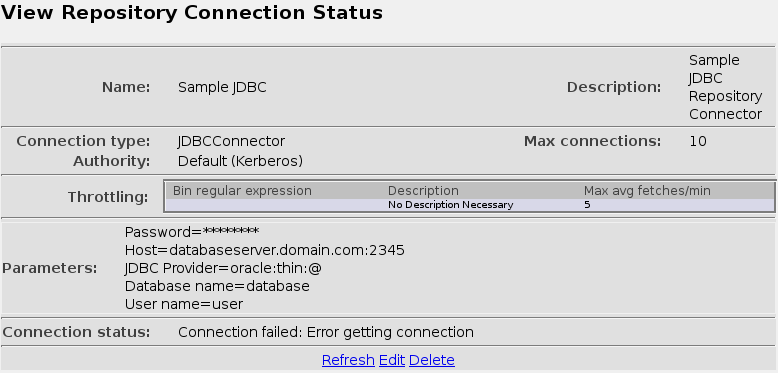 View Repository Connection Status
Name: Sample JDBC Description: Sample
JDBC
Repository
Connector
Connection type: JDBCConnector Max connections: 10
Authority: Default (Kerberos)
Throttling: Bin regular expression Description Max avg fetches/min
No Description Necessary 5
Parameters: Password=********
Host=databaseserver.domain.com:2345
JDBC Provider=oracle:thin:@
Database name=database
User name=user
Connection status: Connection failed: Error getting connection
Refresh Edit Delete